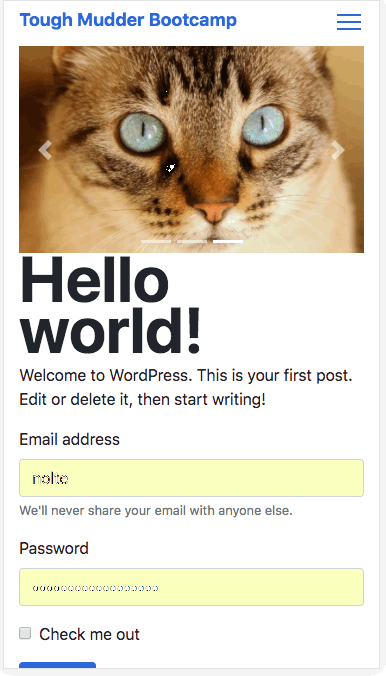 Tough Mudder Bootcamp
Hello
world!
Welcome to WordPress. This is your first post.
Edit or delete it, then start writing!
Email address
nolte
We'll never share your email with anyone else.
Password
Check me out